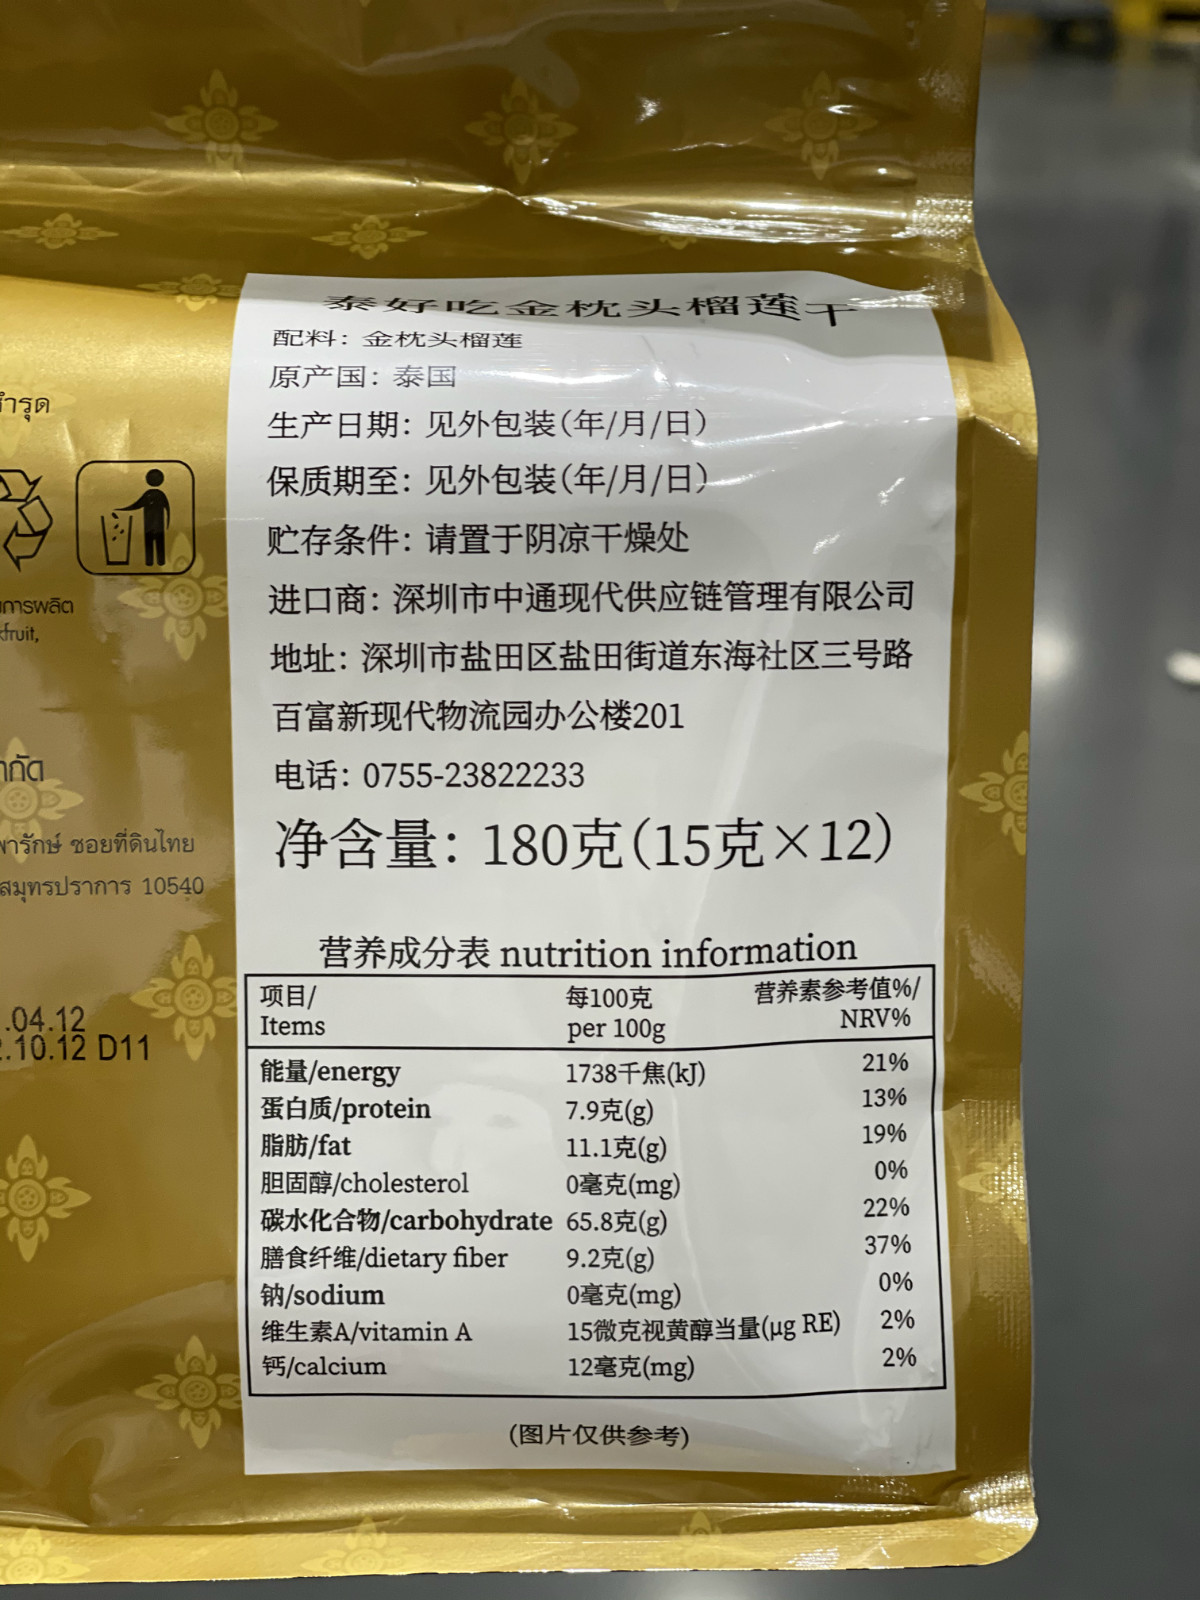 ำรุด
การผลิต
fruit,
ากัด
พารักษ์ ซอยที่ดินไทย
สมุทรปราการ 10540
.04.12
.10.12 D11
泰好吃金枕头榴莲干
配料：金枕头榴莲
原产国：泰国
生产日期：见外包装（年/月/日）
保质期至：见外包装（年/月/日）
贮存条件：请置于阴凉干燥处
进口商：深圳市中通现代供应链管理有限公司
地址：深圳市盐田区盐田街道东海社区三号路
百富新现代物流园办公楼201
电话：0755-23822233
净含量：180克（15克×12）
营养成分表 nutrition information
项目/ 每100克 营养素参考值%/
Items per 100g NRV%
能量/energy 1738千焦(kJ) 21%
蛋白质/protein 7.9克(g) 13%
脂肪/fat 11.1克(g) 19%
胆固醇/cholesterol 0毫克(mg) 0%
碳水化合物/carbohydrate 65.8克(g) 22%
膳食纤维/dietary fiber 9.2克(g) 37%
钠/sodium 0毫克(mg) 0%
维生素A/vitamin A 15微克视黄醇当量(μg RE) 2%
钙/calcium 12毫克(mg) 2%
(图片仅供参考)